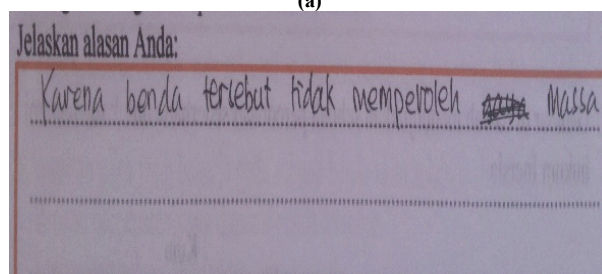 (a)
Jelaskan alasan Anda:
Karena benda tersebut tidak memperoleh Massa